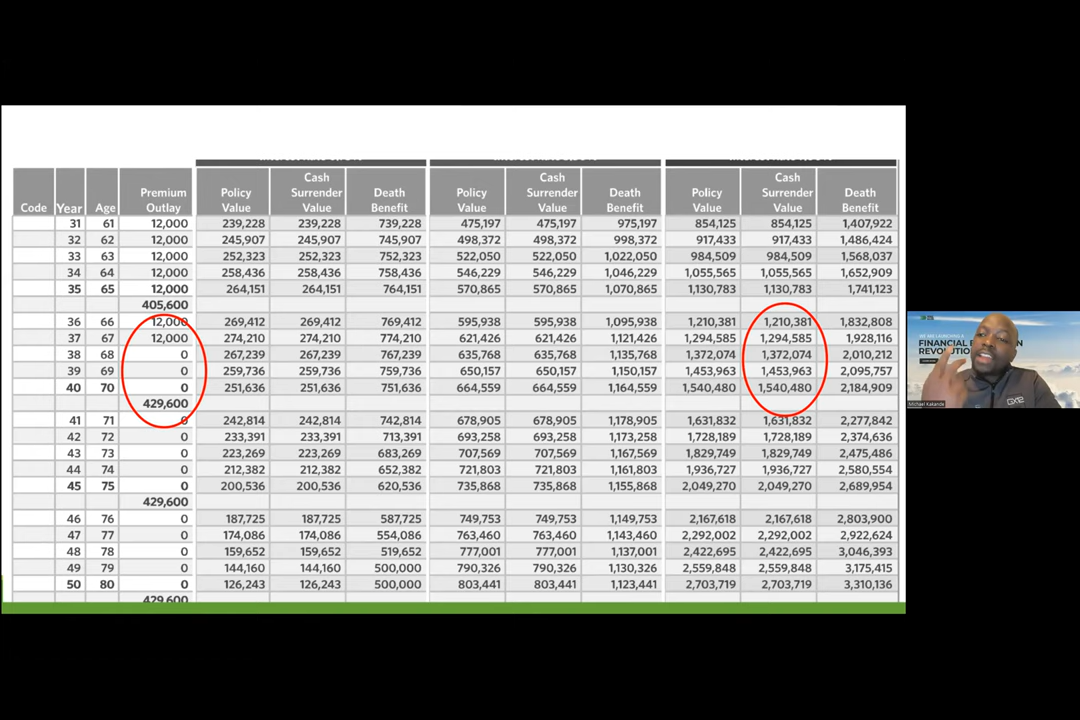 Code Year Age Premium Outlay Policy Value Cash Surrender Value Death Benefit Policy Value Cash Surrender Value Death Benefit Policy Value Cash Surrender Value Death Benefit
31 61 12,000 239,228 239,228 739,228 475,197 475,197 975,197 854,125 854,125 1,407,922
32 62 12,000 245,907 245,907 745,907 498,372 498,372 998,372 917,433 917,433 1,486,424
33 63 12,000 252,323 252,323 752,323 522,050 522,050 1,022,050 984,509 984,509 1,568,037
34 64 12,000 258,436 258,436 758,436 546,229 546,229 1,046,229 1,055,565 1,055,565 1,652,909
35 65 12,000 264,151 264,151 764,151 570,865 570,865 1,070,865 1,130,783 1,130,783 1,741,123
405,600
36 66 12,000 269,412 269,412 769,412 595,938 595,938 1,095,938 1,210,381 1,210,381 1,832,808
37 67 12,000 274,210 274,210 774,210 621,426 621,426 1,121,426 1,294,585 1,294,585 1,928,116
38 68 0 267,239 267,239 767,239 635,768 635,768 1,135,768 1,372,074 1,372,074 2,010,212
39 69 0 259,736 259,736 759,736 650,157 650,157 1,150,157 1,453,963 1,453,963 2,095,757
40 70 0 251,636 251,636 751,636 664,559 664,559 1,164,559 1,540,480 1,540,480 2,184,909
429,600
41 71 0 242,814 242,814 742,814 678,905 678,905 1,178,905 1,631,832 1,631,832 2,277,842
42 72 0 233,391 233,391 713,391 693,258 693,258 1,173,258 1,728,189 1,728,189 2,374,636
43 73 0 223,269 223,269 683,269 707,569 707,569 1,167,569 1,829,749 1,829,749 2,475,486
44 74 0 212,382 212,382 652,382 721,803 721,803 1,161,803 1,936,727 1,936,727 2,580,554
45 75 0 200,536 200,536 620,536 735,868 735,868 1,155,868 2,049,270 2,049,270 2,689,954
429,600
46 76 0 187,725 187,725 587,725 749,753 749,753 1,149,753 2,167,618 2,167,618 2,803,900
47 77 0 174,086 174,086 554,086 763,460 763,460 1,143,460 2,292,002 2,292,002 2,922,624
48 78 0 159,652 159,652 519,652 777,001 777,001 1,137,001 2,422,695 2,422,695 3,046,393
49 79 0 144,160 144,160 500,000 790,326 790,326 1,130,326 2,559,848 2,559,848 3,175,415
50 80 0 126,243 126,243 500,000 803,441 803,441 1,123,441 2,703,719 2,703,719 3,310,136
429,600
FINANCIAL
REVOLUTION
Michael Kakande